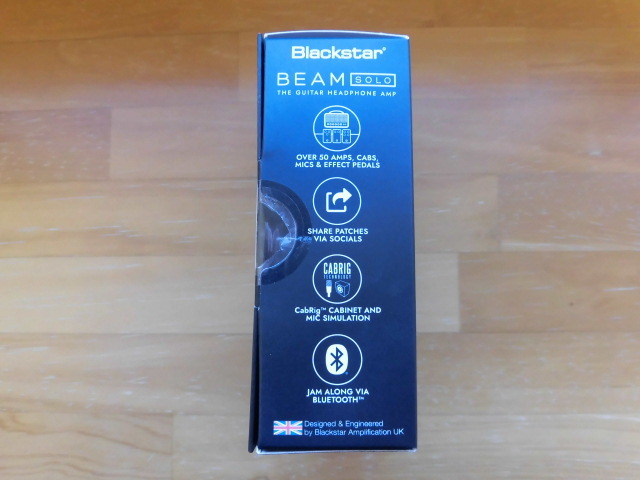 Blackstar®
BEAM SOLO
THE GUITAR HEADPHONE AMP
OVER 50 AMPS, CABS,
MICS & EFFECT PEDALS
SHARE PATCHES
VIA SOCIALS
CABRIG
TECHNOLOGY
CabRig™ CABINET AND
MIC SIMULATION
JAM ALONG VIA
BLUETOOTH™
Designed & Engineered
by Blackstar Amplification UK